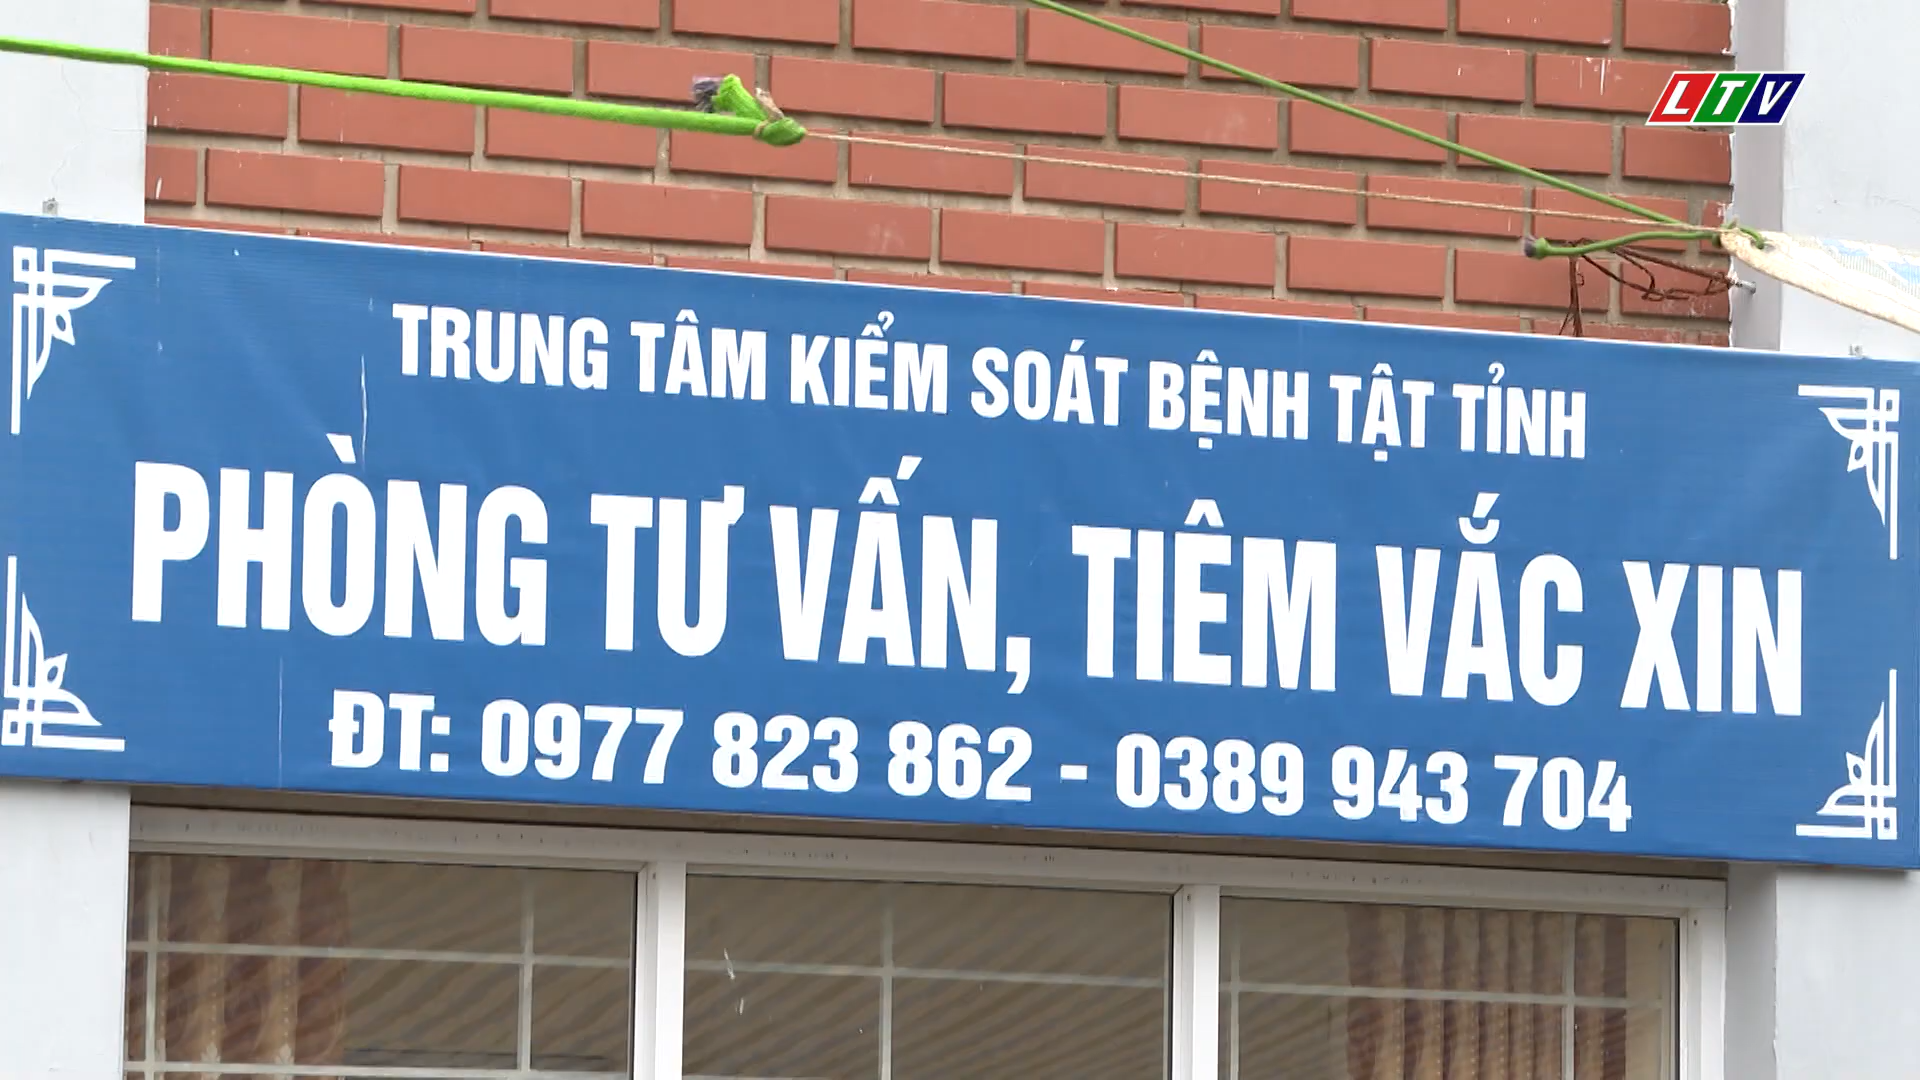 LTV
TRUNG TÂM KIỂM SOÁT BỆNH TẬT TỈNH
PHÒNG TƯ VẤN, TIÊM VẮC XIN
ĐT: 0977 823 862 - 0389 943 704